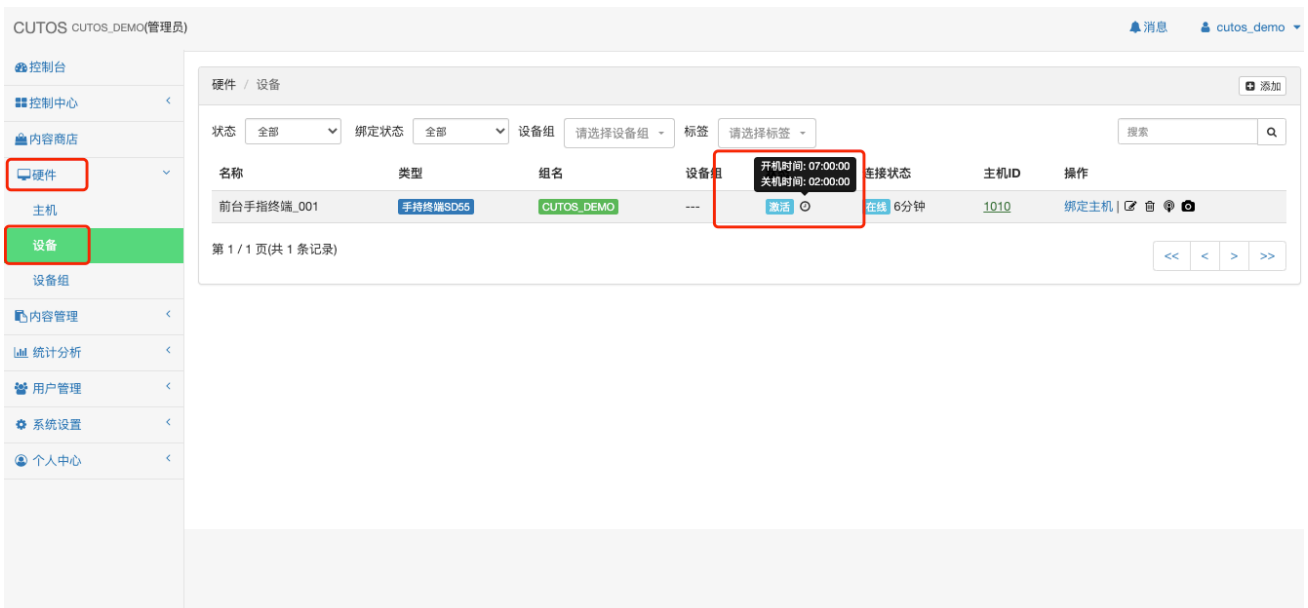 CUTOS CUTOS_DEMO(管理员)
消息
cutos_demo
控制台
控制中心
内容商店
硬件
主机
设备
设备组
内容管理
统计分析
用户管理
系统设置
个人中心
硬件 / 设备
添加
状态 全部 绑定状态 全部 设备组 请选择设备组 标签 请选择标签 搜索
开机时间: 07:00:00
关机时间: 02:00:00
名称 类型 组名 设备组 连接状态 主机ID 操作
前台手指终端_001 手持终端SD55 CUTOS_DEMO --- 激活 在线 6分钟 1010 绑定主机 |
第 1 / 1 页(共 1 条记录)
<< < > >>